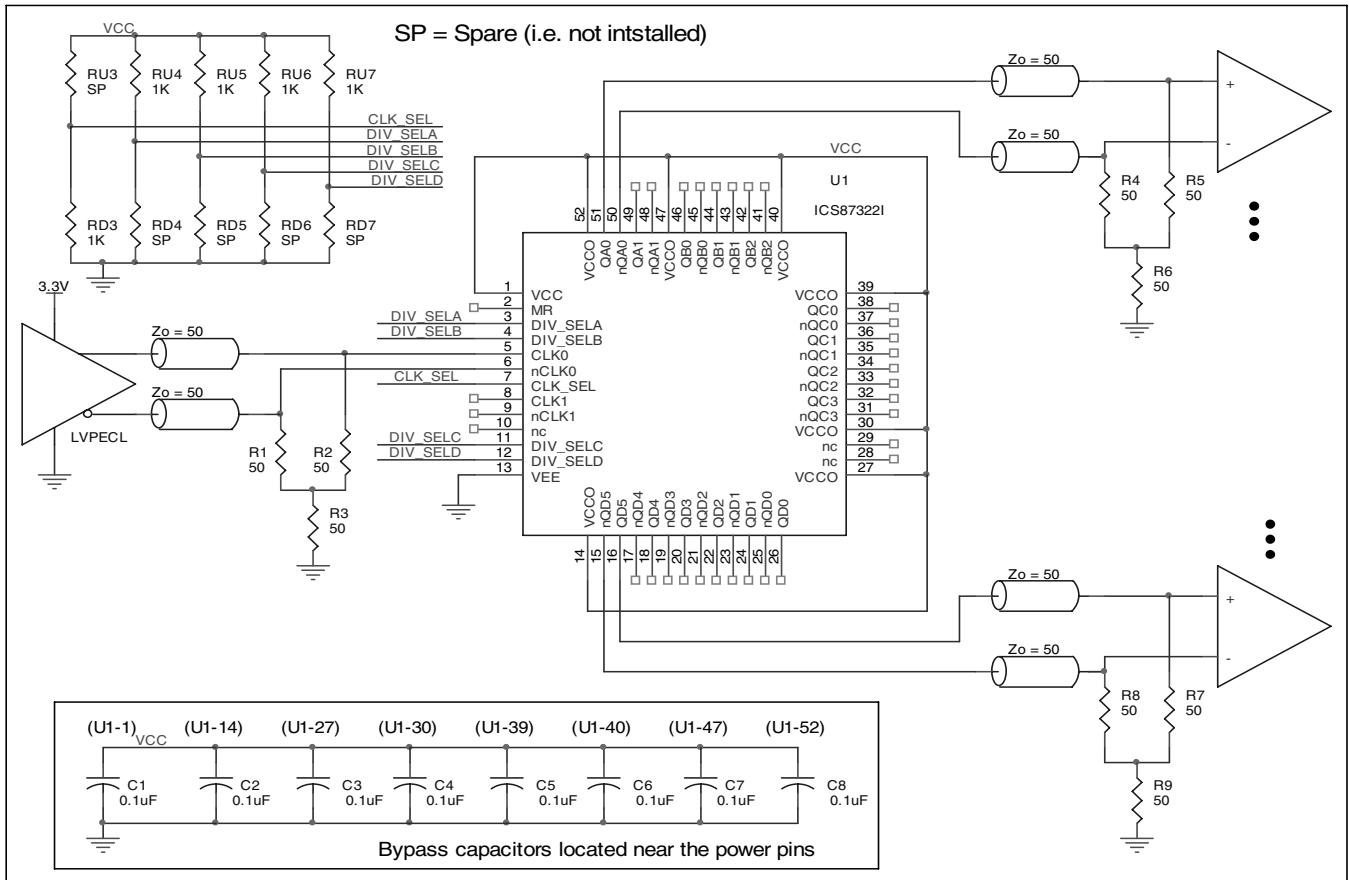 VCC
SP = Spare (i.e. not intstalled)
RU3
SP
RU4
1K
RU5
1K
RU6
1K
RU7
1K
CLK_SEL
DIV_SELA
DIV_SELB
DIV_SELC
DIV_SELD
RD3
1K
RD4
SP
RD5
SP
RD6
SP
RD7
SP
Zo = 50
Zo = 50
+
-
R4
50
R5
50
R6
50
VCC
U1
ICS87322I
52
51
50
49
48
47
46
45
44
43
42
41
40
VCCO
QA0
nQA0
QA1
nQA1
VCCO
QB0
nQB0
QB1
nQB1
QB2
nQB2
VCCO
3.3V
LVPECL
Zo = 50
Zo = 50
R1
50
R2
50
R3
50
DIV_SELA
DIV_SELB
CLK_SEL
DIV_SELC
DIV_SELD
1
2
3
4
5
6
7
8
9
10
11
12
13
VCC
MR
DIV_SELA
DIV_SELB
CLK0
nCLK0
CLK_SEL
CLK1
nCLK1
nc
DIV_SELC
DIV_SELD
VEE
VCCO
QC0
nQC0
QC1
nQC1
QC2
nQC2
QC3
nQC3
VCCO
nc
nc
VCCO
39
38
37
36
35
34
33
32
31
30
29
28
27
VCCO
nQD5
QD5
nQD4
QD4
nQD3
QD3
nQD2
QD2
nQD1
QD1
nQD0
QD0
14
15
16
17
18
19
20
21
22
23
24
25
26
Zo = 50
Zo = 50
+
-
R8
50
R7
50
R9
50
(U1-1)
(U1-14)
(U1-27)
(U1-30)
(U1-39)
(U1-40)
(U1-47)
(U1-52)
VCC
C1
0.1uF
C2
0.1uF
C3
0.1uF
C4
0.1uF
C5
0.1uF
C6
0.1uF
C7
0.1uF
C8
0.1uF
Bypass capacitors located near the power pins